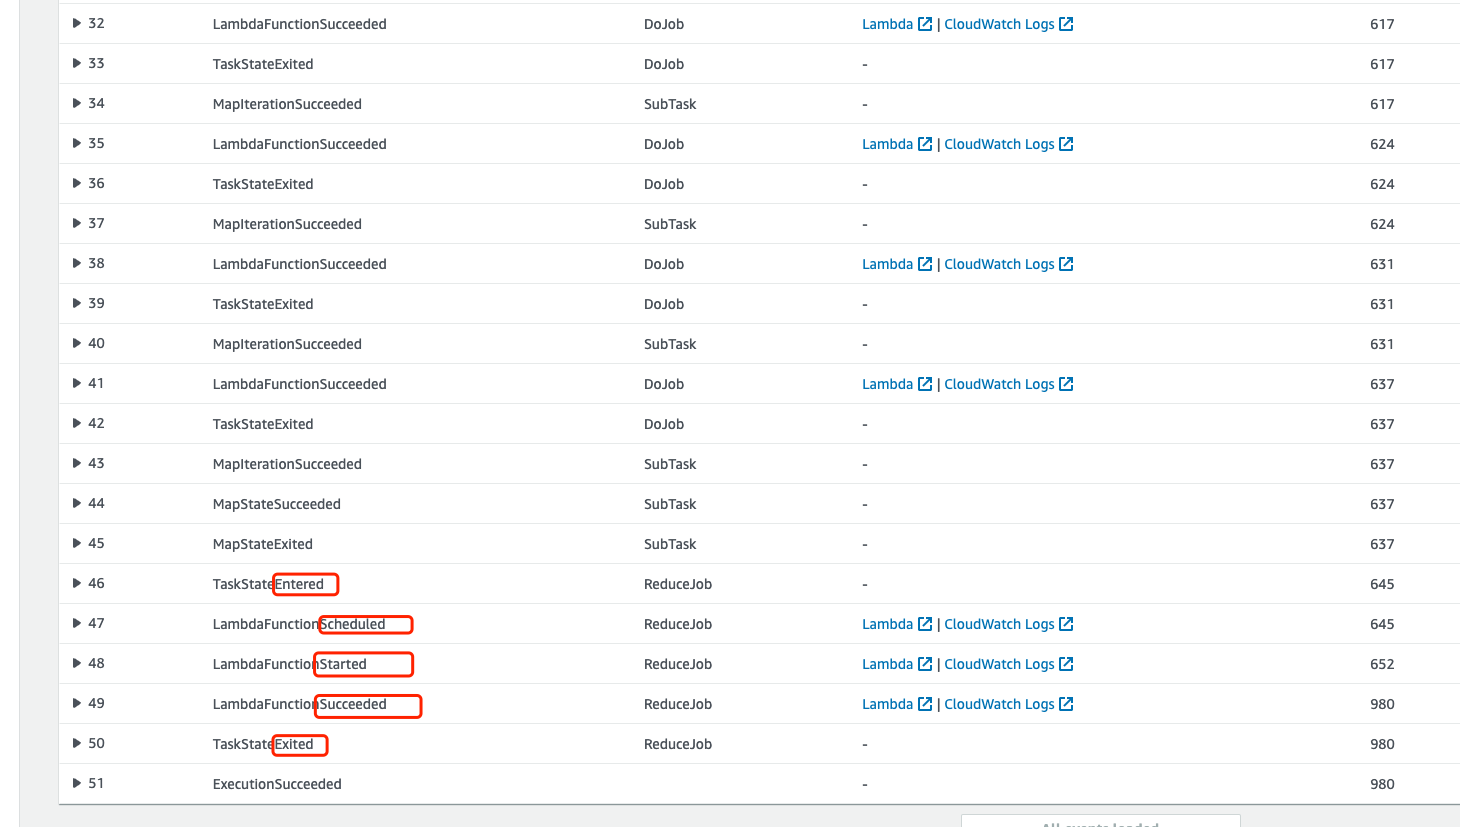 32 LambdaFunctionSucceeded DoJob Lambda | CloudWatch Logs 617
33 TaskStateExited DoJob - 617
34 MapIterationSucceeded SubTask - 617
35 LambdaFunctionSucceeded DoJob Lambda | CloudWatch Logs 624
36 TaskStateExited DoJob - 624
37 MapIterationSucceeded SubTask - 624
38 LambdaFunctionSucceeded DoJob Lambda | CloudWatch Logs 631
39 TaskStateExited DoJob - 631
40 MapIterationSucceeded SubTask - 631
41 LambdaFunctionSucceeded DoJob Lambda | CloudWatch Logs 637
42 TaskStateExited DoJob - 637
43 MapIterationSucceeded SubTask - 637
44 MapStateSucceeded SubTask - 637
45 MapStateExited SubTask - 637
46 TaskStateEntered ReduceJob - 645
47 LambdaFunctionScheduled ReduceJob Lambda | CloudWatch Logs 645
48 LambdaFunctionStarted ReduceJob Lambda | CloudWatch Logs 652
49 LambdaFunctionSucceeded ReduceJob Lambda | CloudWatch Logs 980
50 TaskStateExited ReduceJob - 980
51 ExecutionSucceeded - 980
All events loaded